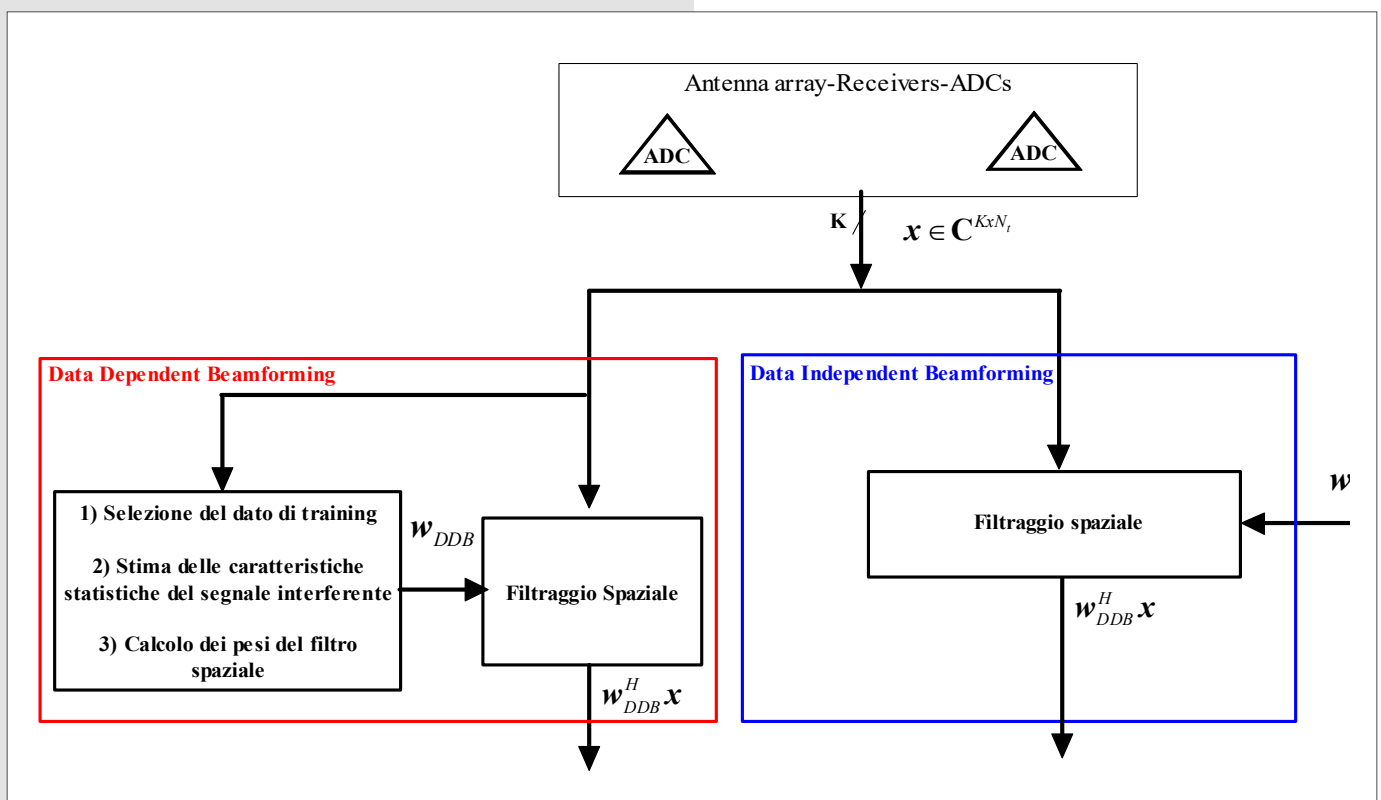 Antenna array-Receivers-ADCs
ADC
ADC
K
x ∈ C^{KxN_t}
Data Dependent Beamforming
Data Independent Beamforming
1) Selezione del dato di training
2) Stima delle caratteristiche
statistiche del segnale interferente
3) Calcolo dei pesi del filtro
spaziale
w_{DDB}
Filtraggio Spaziale
w_{DDB}^{H} x
Filtraggio spaziale
w
w_{DDB}^{H} x